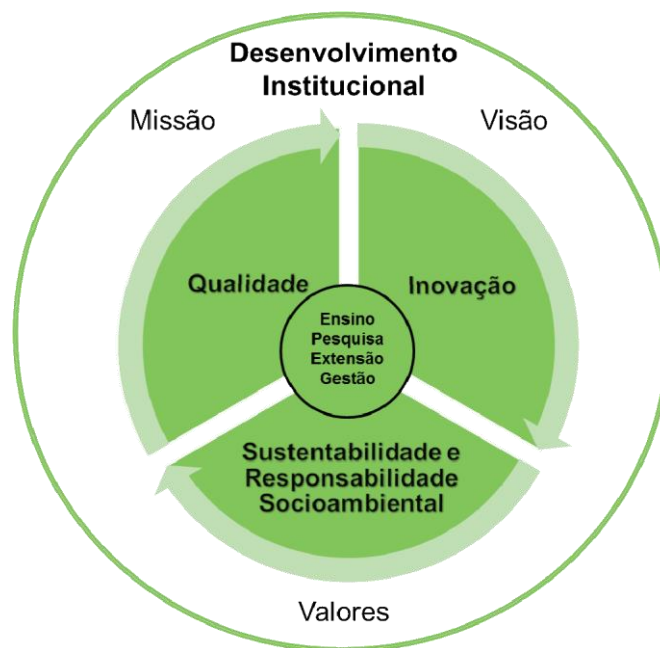 Desenvolvimento
Institucional
Missão
Visão
Qualidade
Inovação
Ensino
Pesquisa
Extensão
Gestão
Sustentabilidade e
Responsabilidade
Socioambiental
Valores